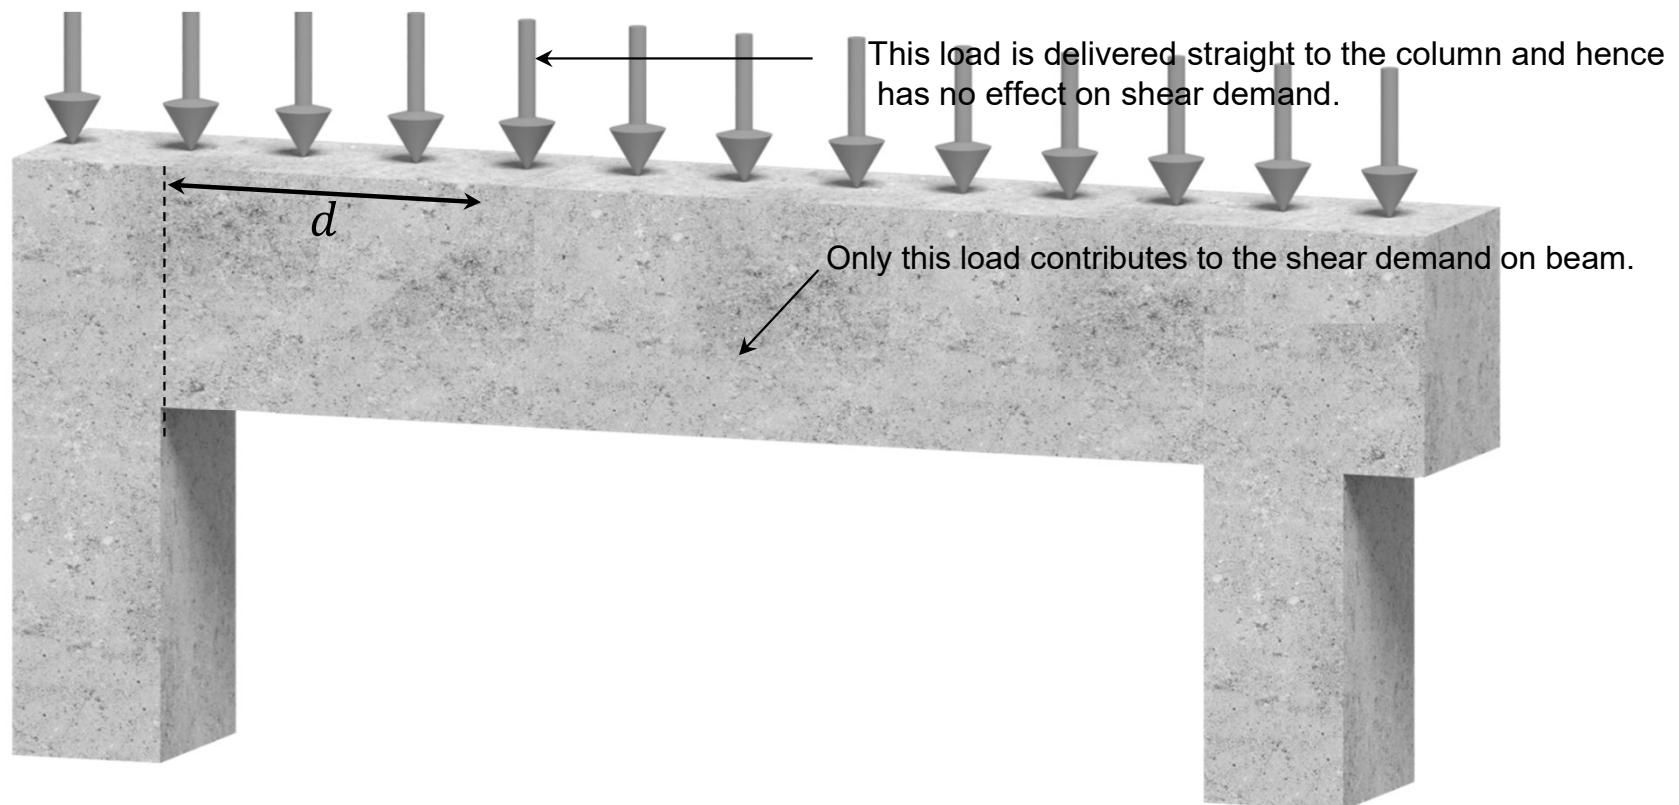 This load is delivered straight to the column and hence
has no effect on shear demand.
d
Only this load contributes to the shear demand on beam.